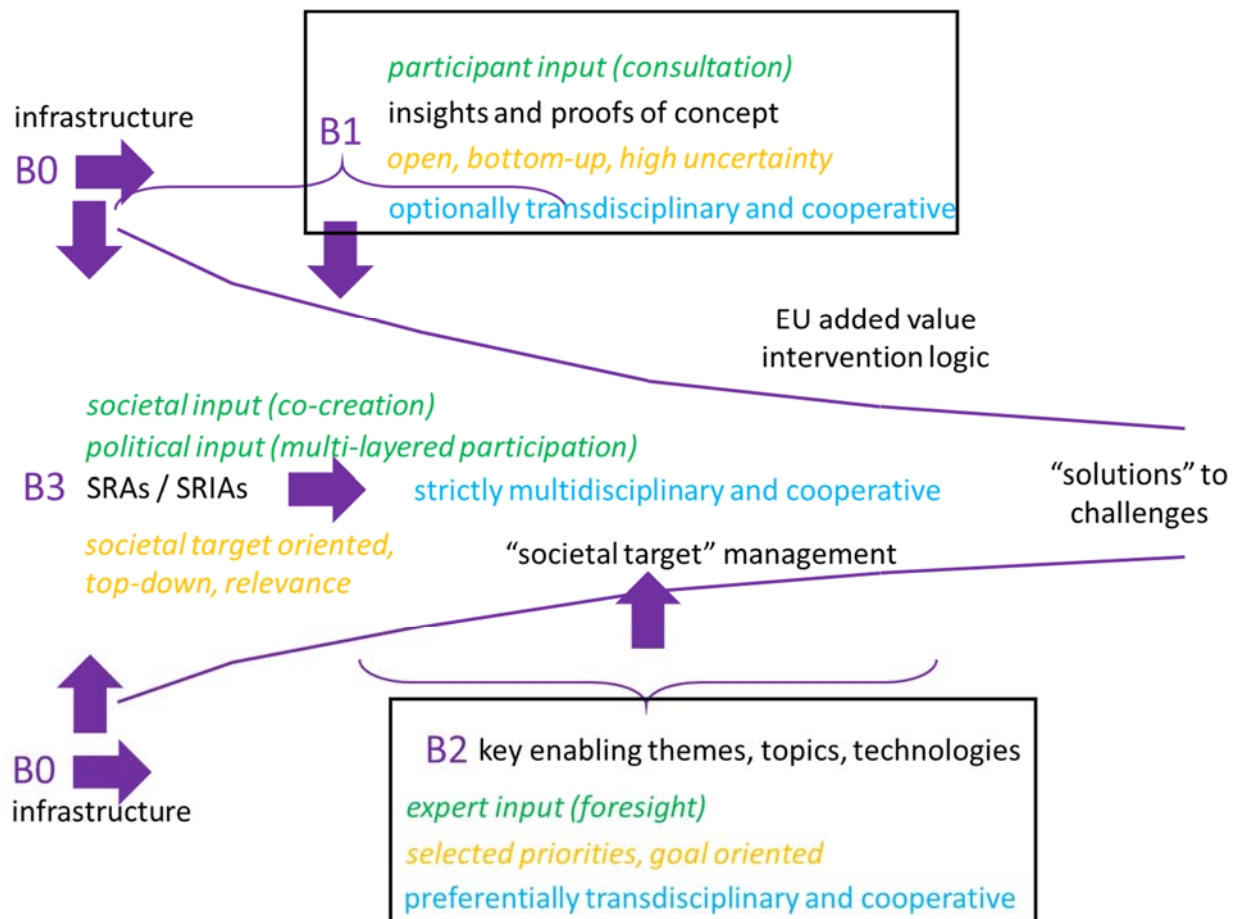 infrastructure
B0
B1
participant input (consultation)
insights and proofs of concept
open, bottom-up, high uncertainty
optionally transdisciplinary and cooperative
EU added value
intervention logic
societal input (co-creation)
political input (multi-layered participation)
B3 SRAs / SRIAs
strictly multidisciplinary and cooperative
societal target oriented,
top-down, relevance
“societal target” management
“solutions” to
challenges
B0
infrastructure
B2 key enabling themes, topics, technologies
expert input (foresight)
selected priorities, goal oriented
preferentially transdisciplinary and cooperative